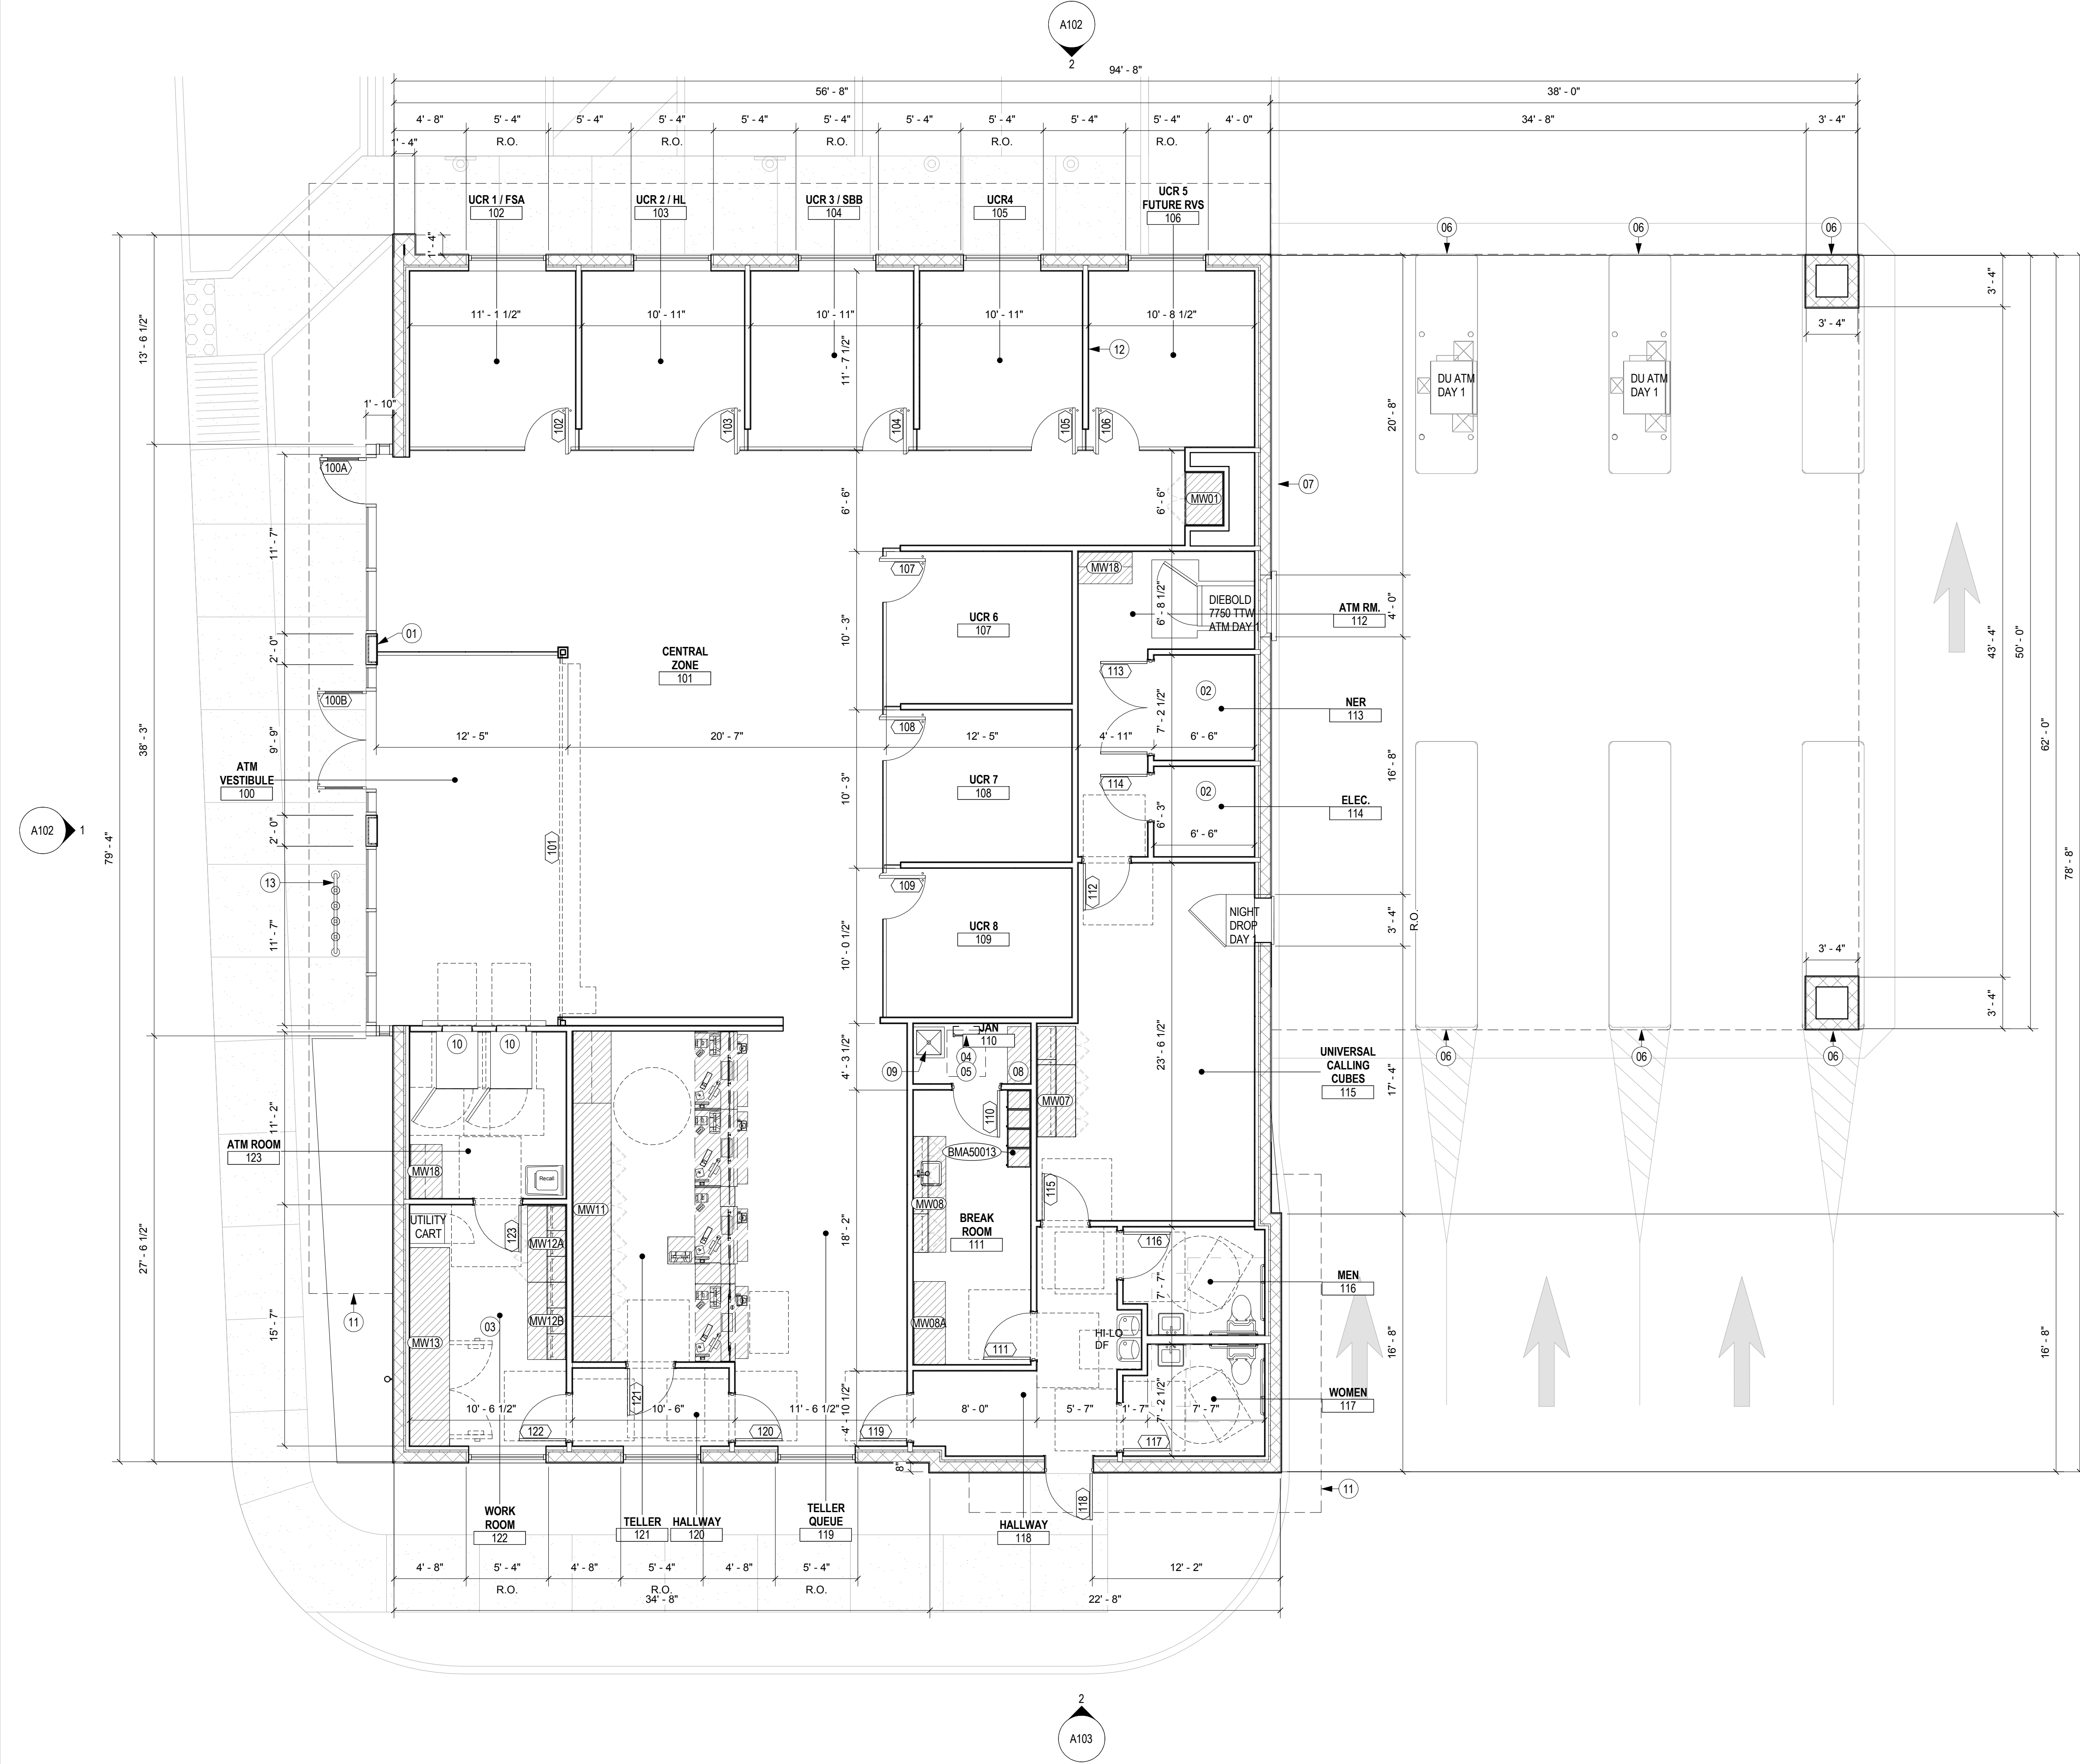 A102
2
94' - 8"
56' - 8"
38' - 0"
4' - 8"
5' - 4"
5' - 4"
5' - 4"
5' - 4"
5' - 4"
5' - 4"
5' - 4"
5' - 4"
5' - 4"
4' - 0"
34' - 8"
3' - 4"
1' - 4"
R.O.
R.O.
R.O.
R.O.
R.O.
UCR 1 / FSA
102
UCR 2 / HL
103
UCR 3 / SBB
104
UCR4
105
UCR 5
FUTURE RVS
106
06
06
06
1' - 4"
13' - 6 1/2"
11' - 1 1/2"
10' - 11"
10' - 11"
10' - 11"
10' - 8 1/2"
11' - 7 1/2"
12
3' - 4"
3' - 4"
DU ATM
DAY 1
DU ATM
DAY 1
1' - 10"
102
103
104
105
106
20' - 8"
100A
6' - 6"
6' - 6"
MW01
07
11' - 7"
107
MW18
6' - 8 1/2"
DIEBOLD
7750 TTW
ATM DAY 1
4' - 0"
ATM RM.
112
01
2' - 0"
CENTRAL
ZONE
101
UCR 6
107
10' - 3"
43' - 4"
50' - 0"
113
02
NER
113
100B
9' - 9"
38' - 3"
108
7' - 2 1/2"
12' - 5"
20' - 7"
12' - 5"
4' - 11"
6' - 6"
62' - 0"
16' - 8"
ATM
VESTIBULE
100
UCR 7
108
10' - 3"
114
02
ELEC.
114
6' - 3"
6' - 6"
A102
1
79' - 4"
2' - 0"
101
78' - 8"
13
109
112
11' - 7"
UCR 8
109
10' - 0 1/2"
NIGHT
DROP
DAY 1
3' - 4"
R.O.
3' - 4"
3' - 4"
10
10
JAN
110
04
05
09
08
4' - 3 1/2"
23' - 6 1/2"
06
06
06
UNIVERSAL
CALLING
CUBES
115
17' - 4"
11' - 2"
MW07
110
BMA50013
ATM ROOM
123
MW18
Recall
115
MW11
MW08
UTILITY
CART
123
MW12A
BREAK
ROOM
111
18' - 2"
116
27' - 6 1/2"
MEN
116
7' - 7"
11
15' - 7"
03
MW12B
MW13
MW08A
HI-LO
DF
111
16' - 8"
16' - 8"
121
WOMEN
117
10' - 6 1/2"
10' - 6"
11' - 6 1/2"
4' - 10 1/2"
8' - 0"
5' - 7"
1' - 7"
7' - 2 1/2"
7' - 7"
122
120
119
117
8"
118
11
WORK
ROOM
122
TELLER
121
HALLWAY
120
TELLER
QUEUE
119
HALLWAY
118
4' - 8"
5' - 4"
4' - 8"
5' - 4"
4' - 8"
5' - 4"
12' - 2"
R.O.
R.O.
R.O.
34' - 8"
22' - 8"
2
A103